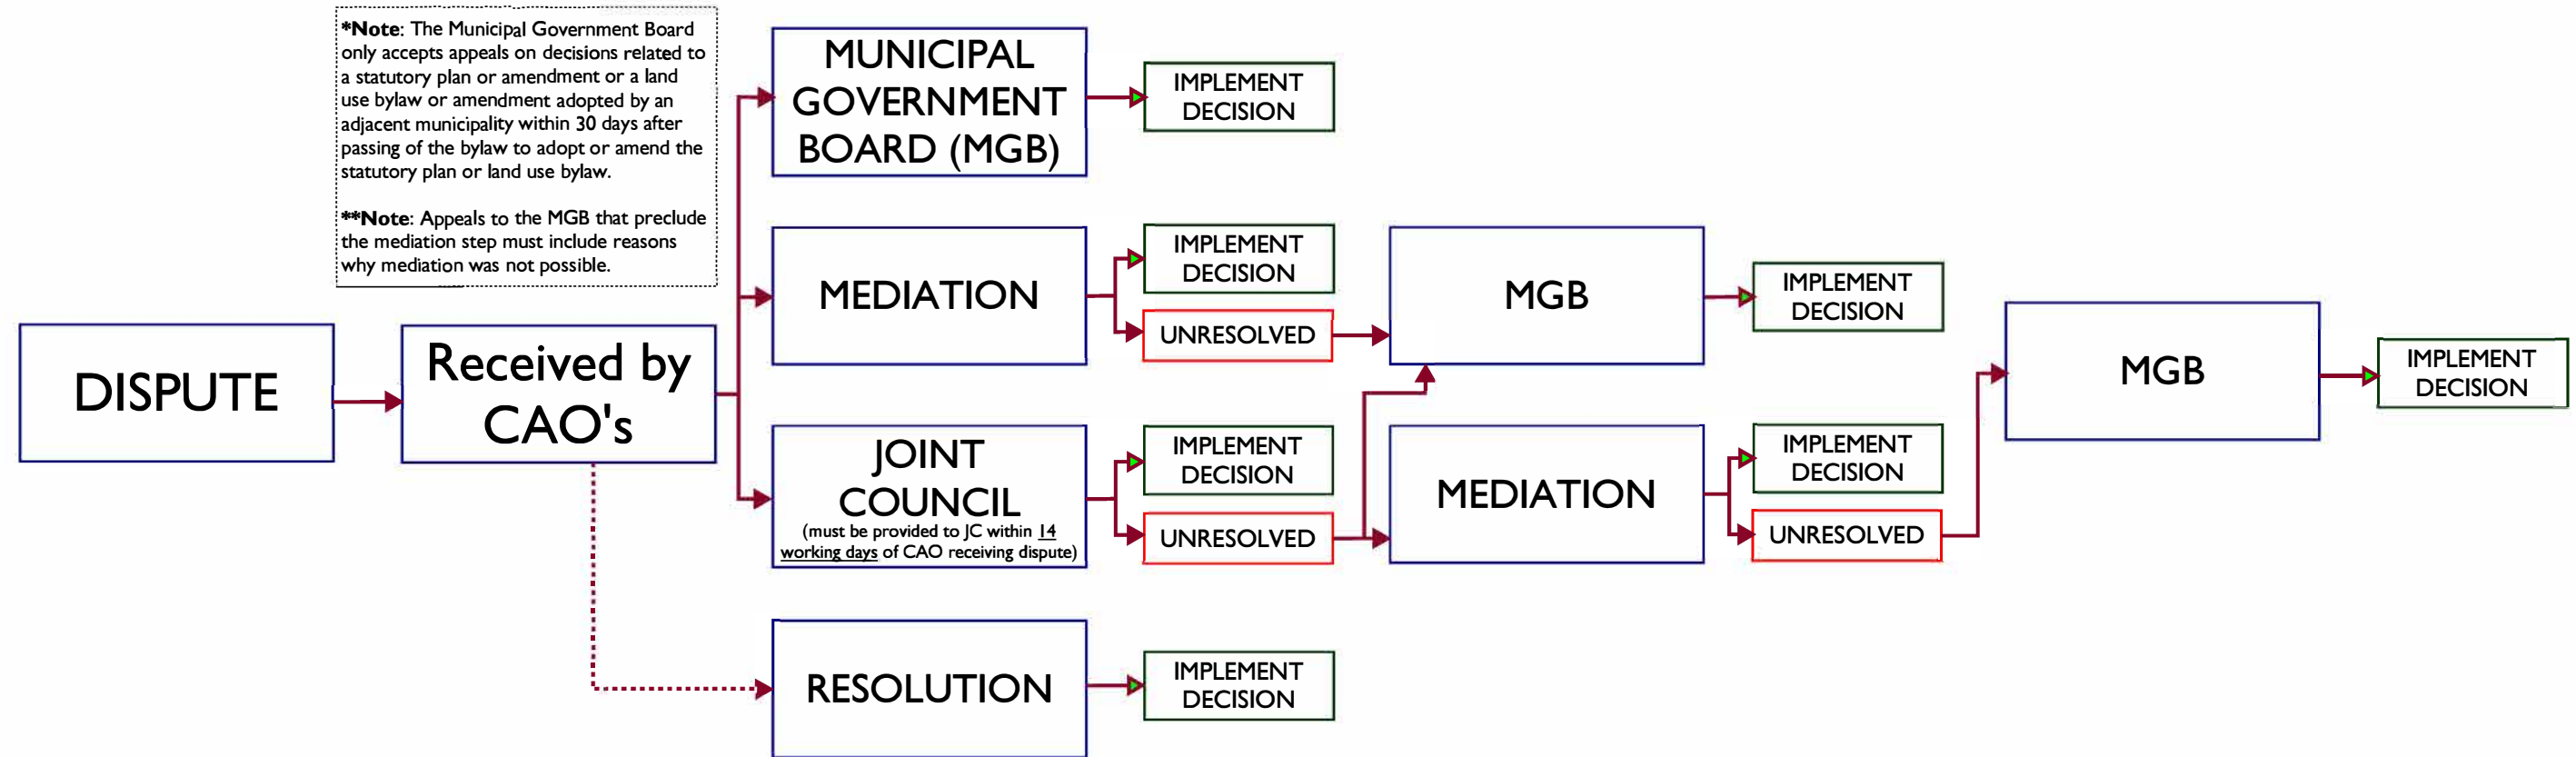 *Note: The Municipal Government Board
only accepts appeals on decisions related to
a statutory plan or amendment or a land
use bylaw or amendment adopted by an
adjacent municipality within 30 days after
passing of the bylaw to adopt or amend the
statutory plan or land use bylaw.
**Note: Appeals to the MGB that preclude
the mediation step must include reasons
why mediation was not possible.
DISPUTE
Received by
CAO's
MUNICIPAL
GOVERNMENT
BOARD (MGB)
IMPLEMENT
DECISION
MEDIATION
IMPLEMENT
DECISION
UNRESOLVED
MGB
IMPLEMENT
DECISION
JOINT
COUNCIL
(must be provided to JC within 14
working days of CAO receiving dispute)
IMPLEMENT
DECISION
UNRESOLVED
MEDIATION
IMPLEMENT
DECISION
UNRESOLVED
MGB
IMPLEMENT
DECISION
RESOLUTION
IMPLEMENT
DECISION